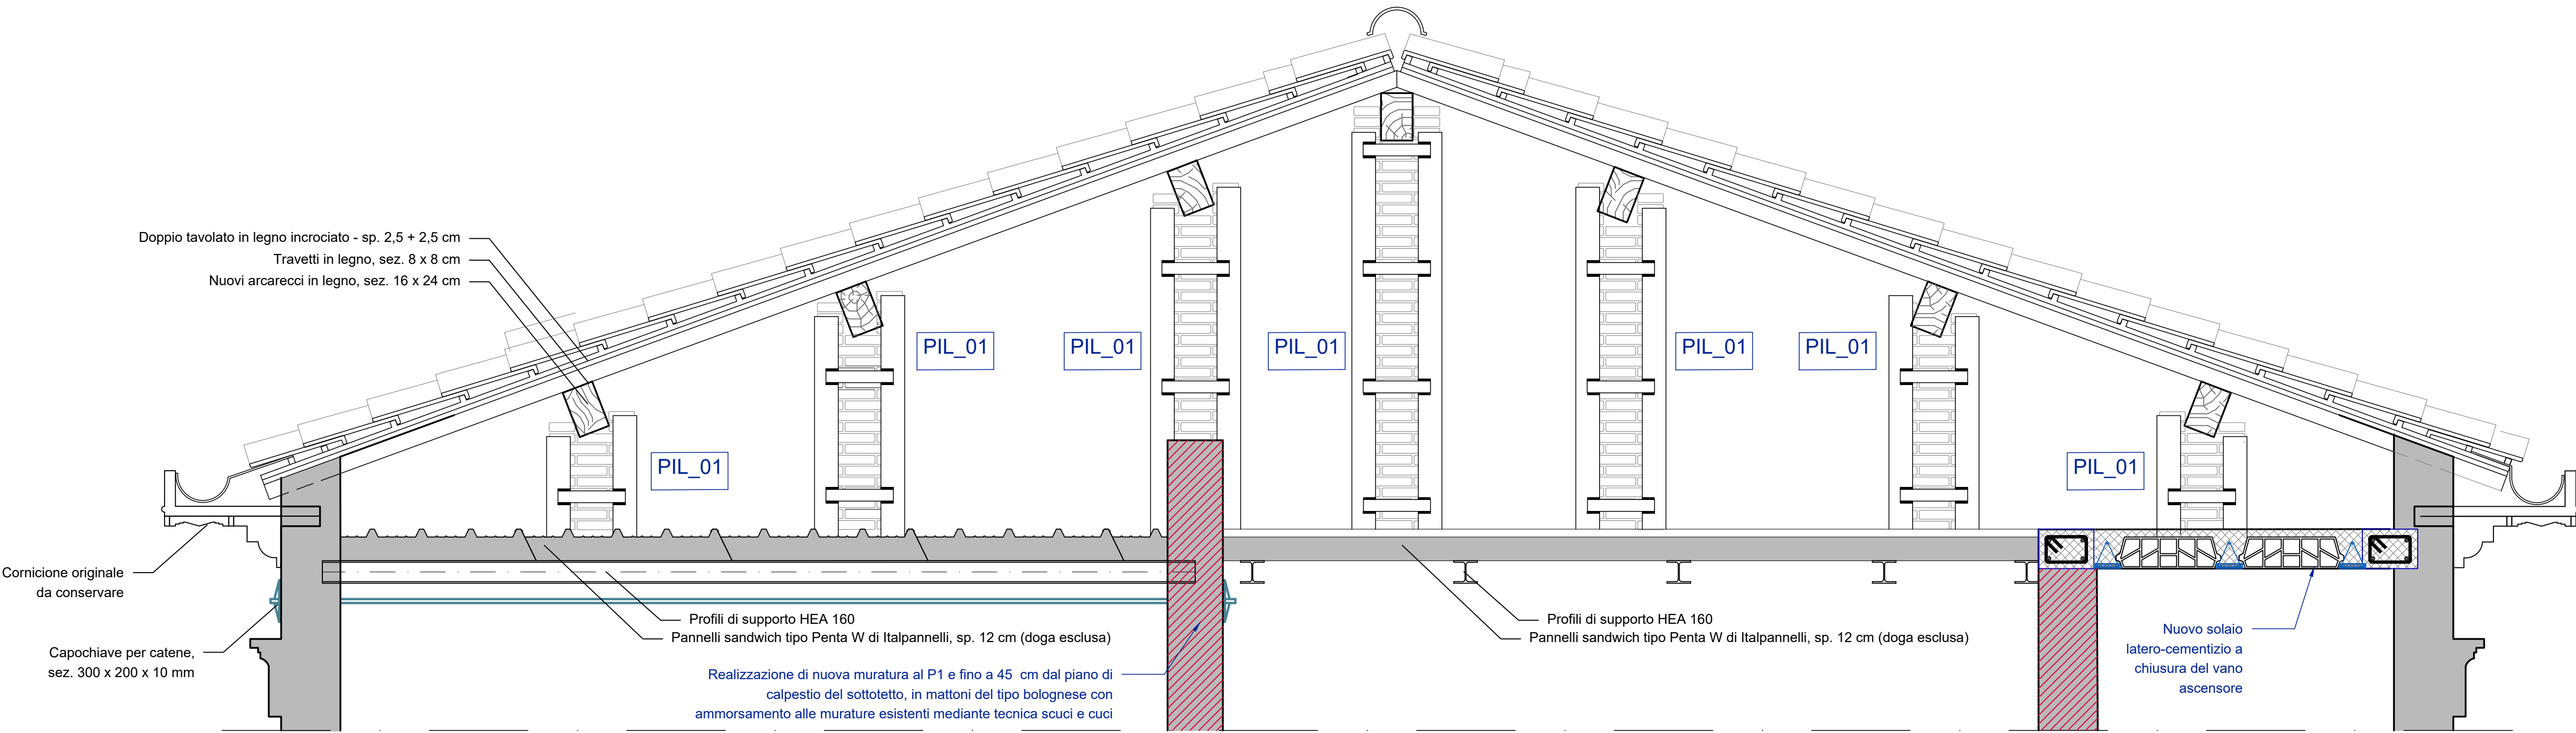 Doppio tavolato in legno incrociato - sp. 2,5 + 2,5 cm
Travetti in legno, sez. 8 x 8 cm
Nuovi arcarecci in legno, sez. 16 x 24 cm
PIL_01
PIL_01
PIL_01
PIL_01
PIL_01
PIL_01
PIL_01
Cornicione originale
da conservare
Capochiave per catene,
sez. 300 x 200 x 10 mm
Profili di supporto HEA 160
Pannelli sandwich tipo Penta W di Italpannelli, sp. 12 cm (doga esclusa)
Realizzazione di nuova muratura al P1 e fino a 45 cm dal piano di
calpestio del sottotetto, in mattoni del tipo bolognese con
ammorsamento alle murature esistenti mediante tecnica scuci e cuci
Profili di supporto HEA 160
Pannelli sandwich tipo Penta W di Italpannelli, sp. 12 cm (doga esclusa)
Nuovo solaio
latero-cementizio a
chiusura del vano
ascensore